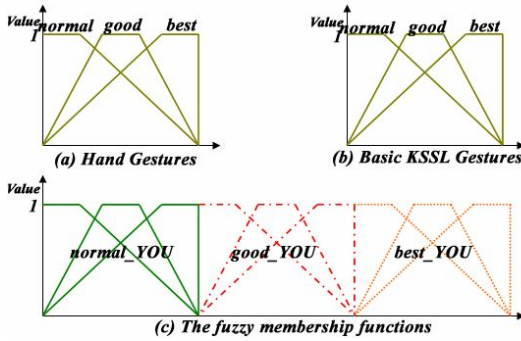 Value normal good best
1
(a) Hand Gestures
Value normal good best
1
(b) Basic KSSL Gestures
Value
1
normal_YOU good_YOU best_YOU
(c) The fuzzy membership functions